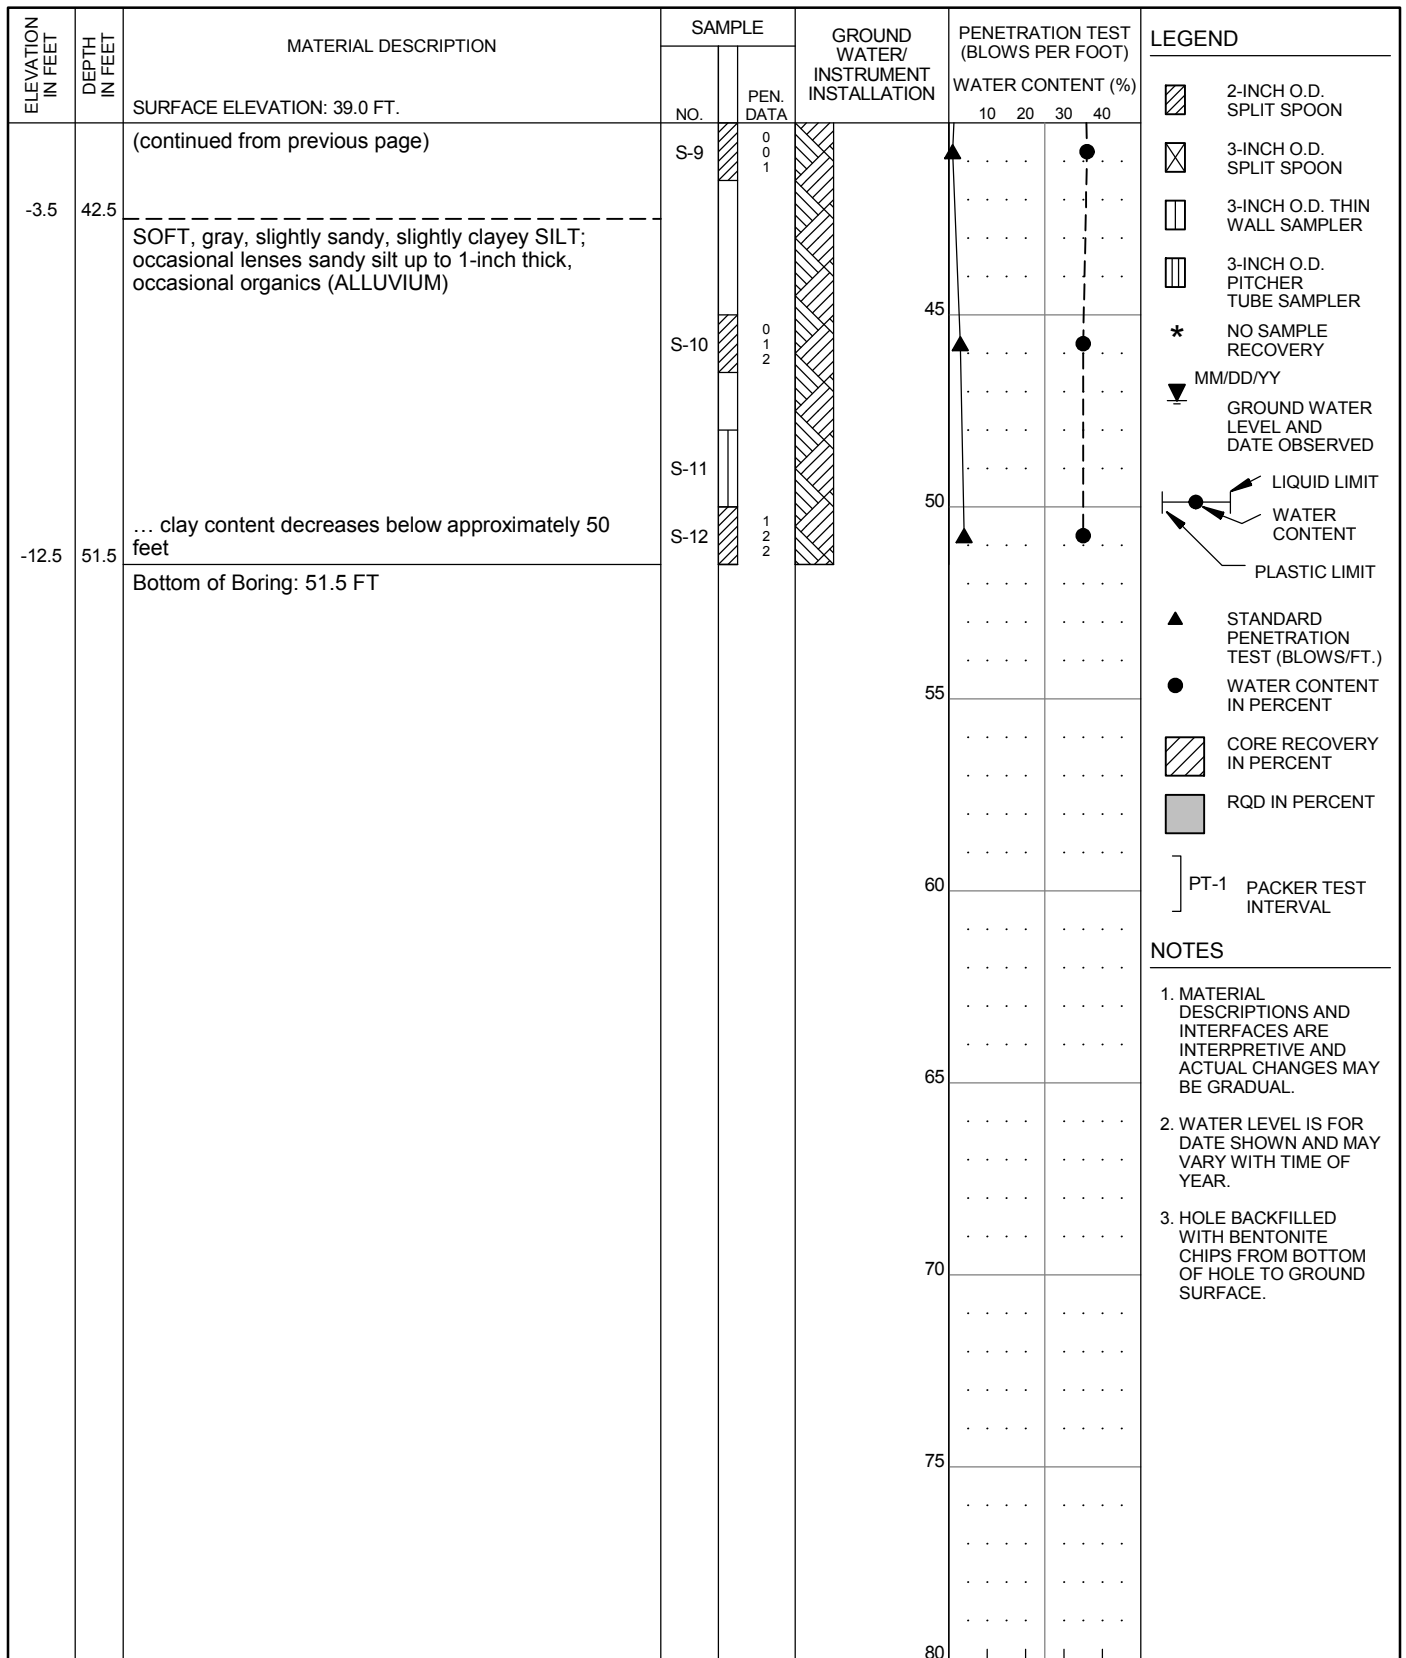 ELEVATION
IN FEET
DEPTH
IN FEET
MATERIAL DESCRIPTION
SURFACE ELEVATION: 39.0 FT.
SAMPLE
NO.
PEN.
DATA
GROUND
WATER/
INSTRUMENT
INSTALLATION
PENETRATION TEST
(BLOWS PER FOOT)
WATER CONTENT (%)
10 20 30 40
(continued from previous page)
S-9
0
0
1
-3.5 42.5
SOFT, gray, slightly sandy, slightly clayey SILT;
occasional lenses sandy silt up to 1-inch thick,
occasional organics (ALLUVIUM)
45
S-10
0
1
2
S-11
50
... clay content decreases below approximately 50
feet
S-12
1
2
2
-12.5 51.5
Bottom of Boring: 51.5 FT
55
60
65
70
75
80
LEGEND
2-INCH O.D.
SPLIT SPOON
3-INCH O.D.
SPLIT SPOON
3-INCH O.D. THIN
WALL SAMPLER
3-INCH O.D.
PITCHER
TUBE SAMPLER
* NO SAMPLE
RECOVERY
MM/DD/YY
GROUND WATER
LEVEL AND
DATE OBSERVED
LIQUID LIMIT
WATER
CONTENT
PLASTIC LIMIT
STANDARD
PENETRATION
TEST (BLOWS/FT.)
WATER CONTENT
IN PERCENT
CORE RECOVERY
IN PERCENT
RQD IN PERCENT
PT-1 PACKER TEST
INTERVAL
NOTES
1. MATERIAL
DESCRIPTIONS AND
INTERFACES ARE
INTERPRETIVE AND
ACTUAL CHANGES MAY
BE GRADUAL.
2. WATER LEVEL IS FOR
DATE SHOWN AND MAY
VARY WITH TIME OF
YEAR.
3. HOLE BACKFILLED
WITH BENTONITE
CHIPS FROM BOTTOM
OF HOLE TO GROUND
SURFACE.